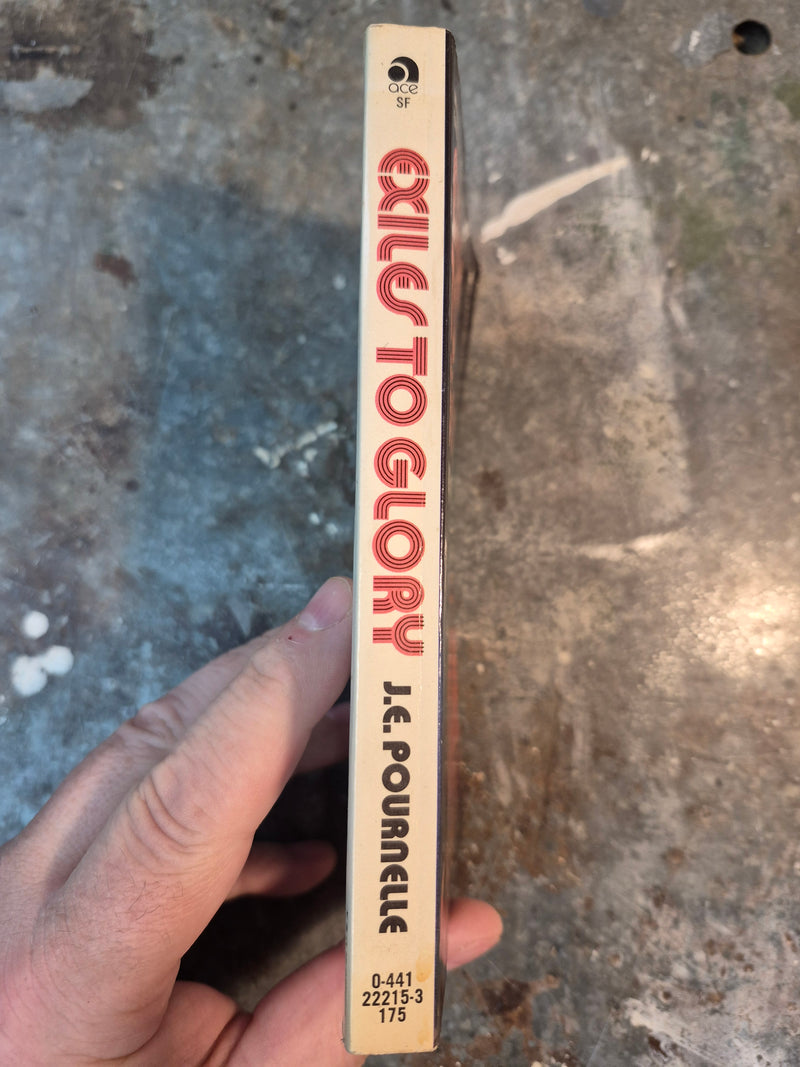 ace
SF
EXILES TO GLORY
J.E. POURNELLE
0-441
22215-3
175